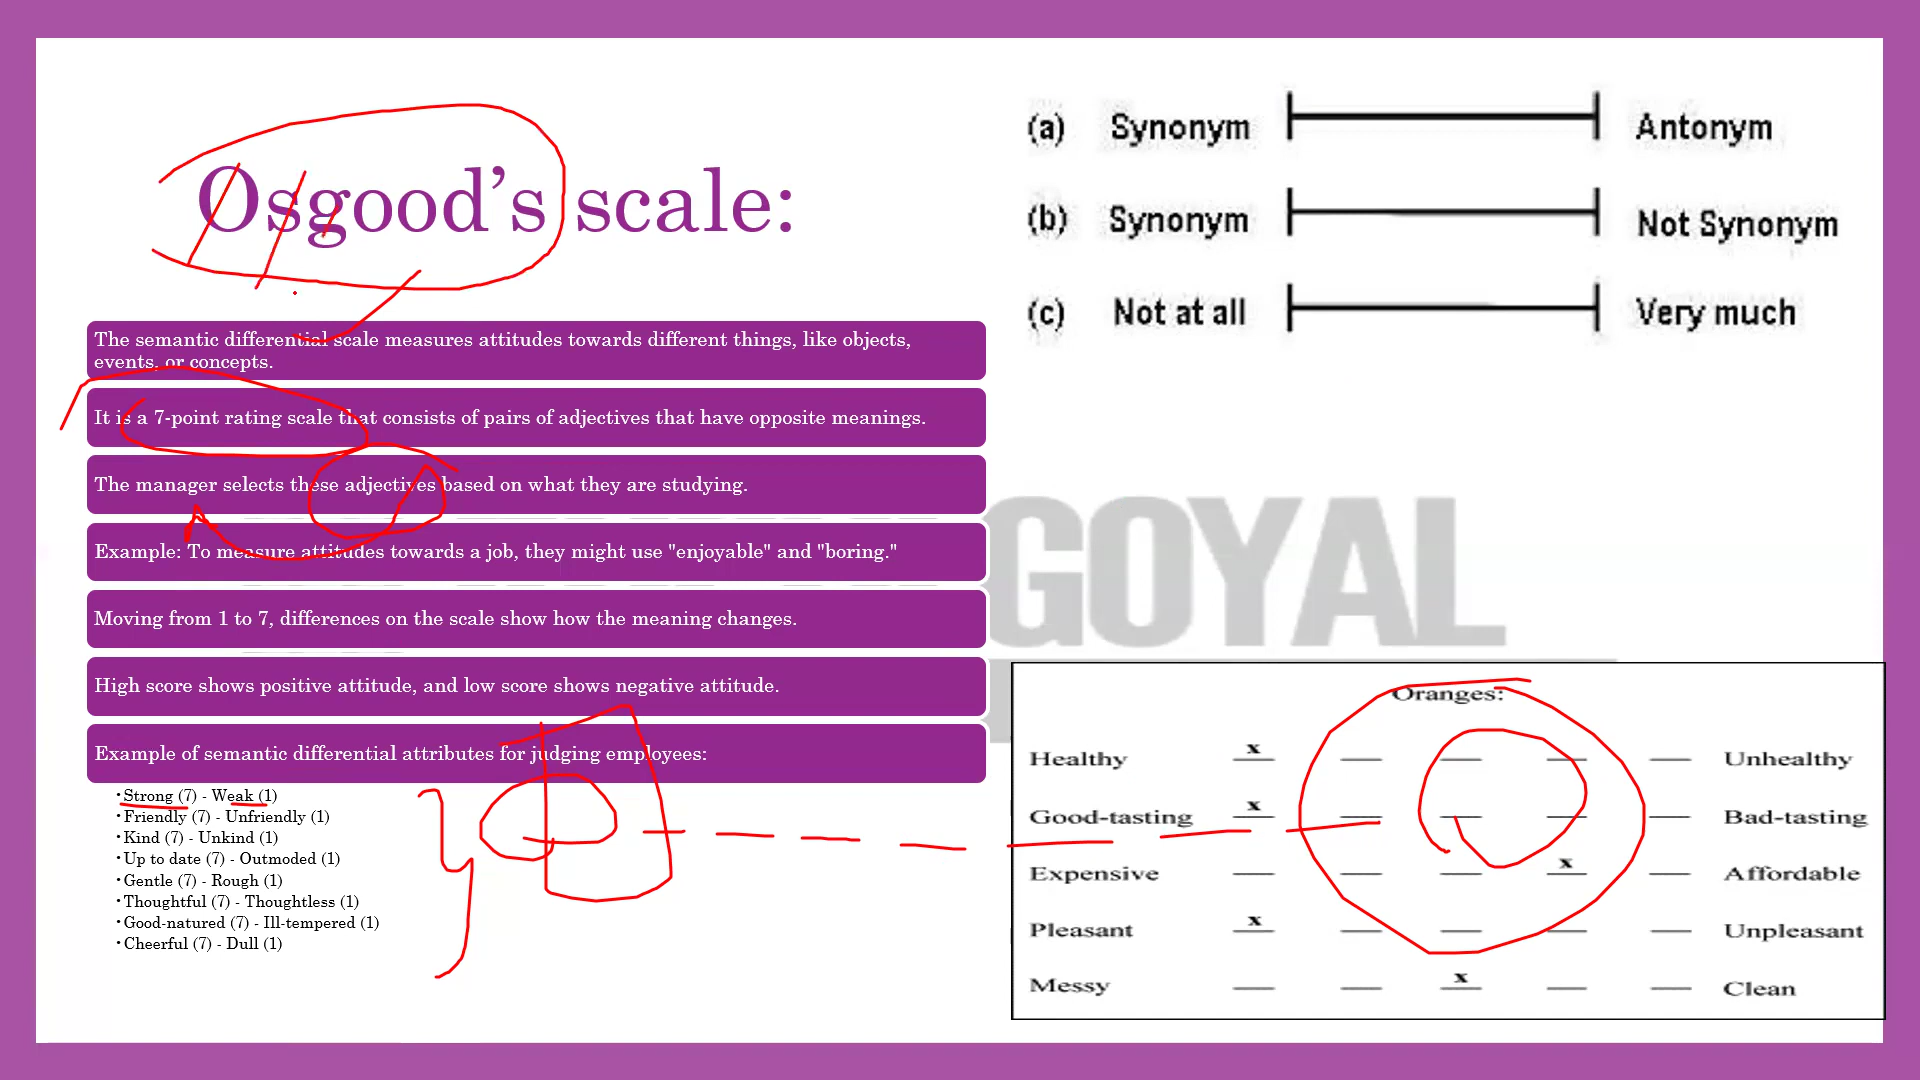 Osgood's scale:
The semantic differential scale measures attitudes towards different things, like objects,
events, or concepts.
It is a 7-point rating scale that consists of pairs of adjectives that have opposite meanings.
The manager selects these adjectives based on what they are studying.
Example: To measure attitudes towards a job, they might use "enjoyable" and "boring."
Moving from 1 to 7, differences on the scale show how the meaning changes.
High score shows positive attitude, and low score shows negative attitude.
Example of semantic differential attributes for judging employees:
•Strong (7) - Weak (1)
•Friendly (7) - Unfriendly (1)
•Kind (7) - Unkind (1)
•Up to date (7) - Outmoded (1)
•Gentle (7) - Rough (1)
•Thoughtful (7) - Thoughtless (1)
•Good-natured (7) - Ill-tempered (1)
•Cheerful (7) - Dull (1)
(a) Synonym Antonym
(b) Synonym Not Synonym
(c) Not at all Very much
GOYAL
Oranges:
Healthy x Unhealthy
Good-tasting x Bad-tasting
Expensive x Affordable
Pleasant x Unpleasant
Messy x Clean